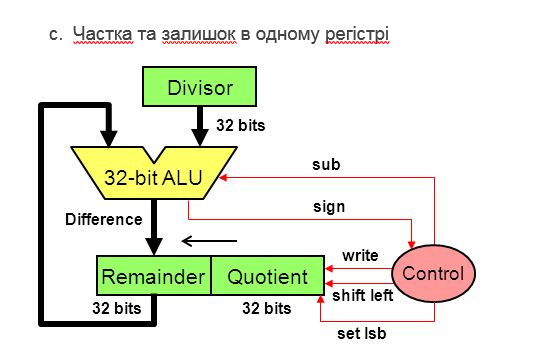 c. Частка та залишок в одному регістрі
Divisor
32 bits
32-bit ALU
sub
sign
Difference
write
Remainder
Quotient
Control
shift left
32 bits
32 bits
set lsb